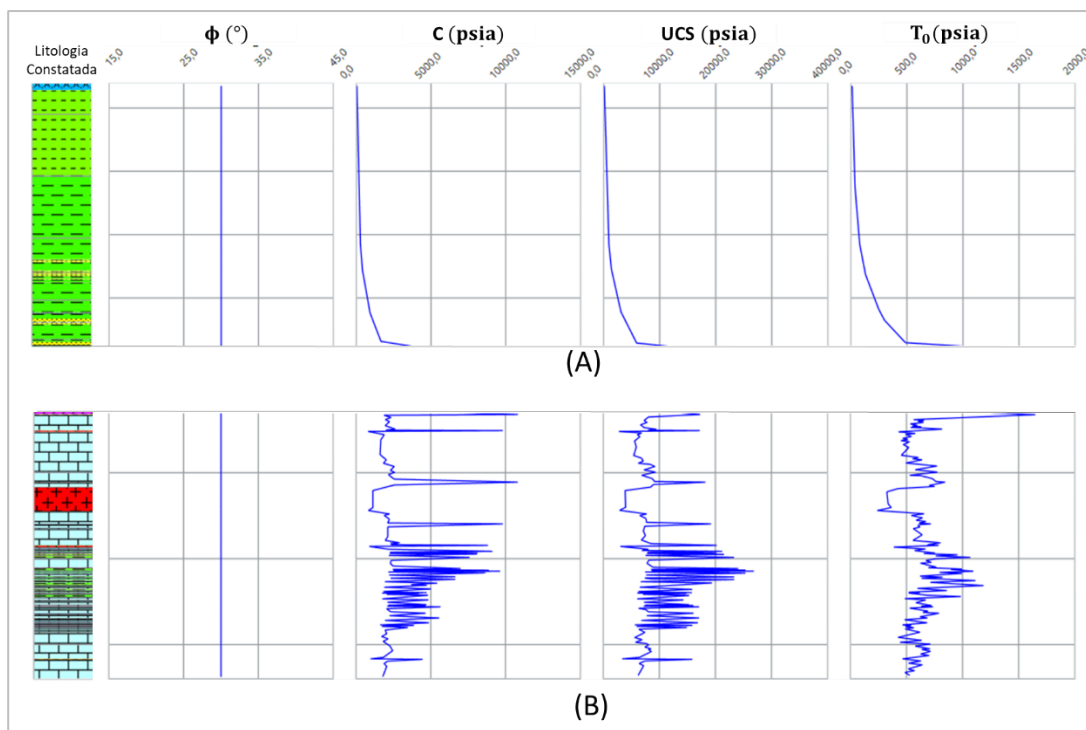 ϕ (°) C (psia) UCS (psia) T₀(psia)
Litologia
Constatada
15,0 25,0 35,0 45,0
0,0 5000,0 10000,0 15000,0
0,0 10000,0 20000,0 30000,0 40000,0
0,0 500,0 1000,0 1500,0 2000,0
(A)
(B)